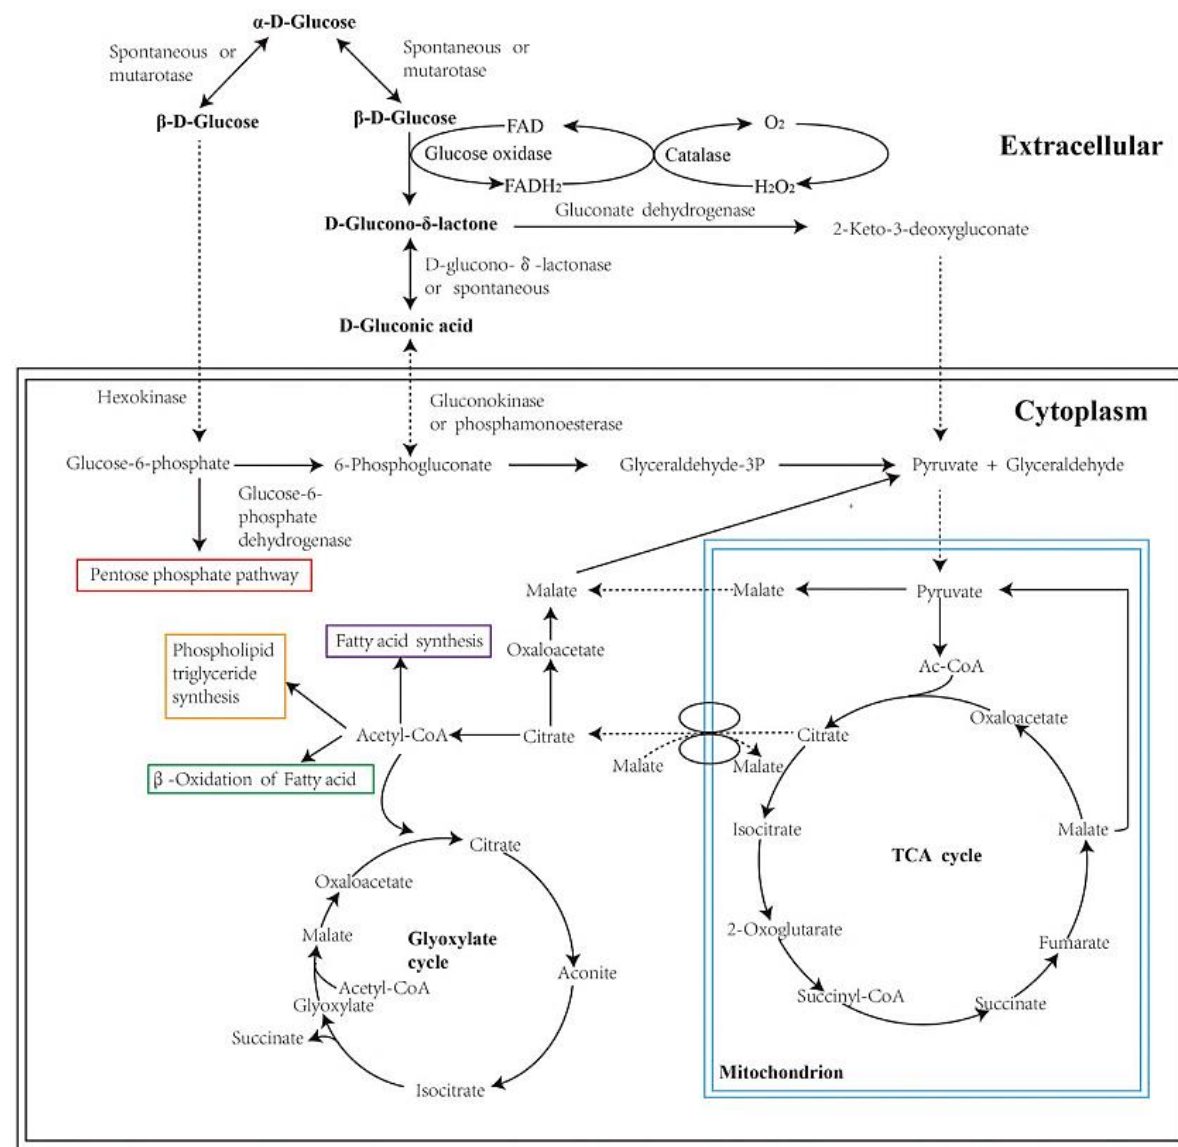 α-D-Glucose
Spontaneous or
mutarotase
Spontaneous or
mutarotase
β-D-Glucose
β-D-Glucose
FAD
O2
Glucose oxidase
Catalase
FADH2
H2O2
Extracellular
D-Glucono-δ-lactone
Gluconate dehydrogenase
2-Keto-3-deoxygluconate
D-glucono- δ -lactonase
or spontaneous
D-Gluconic acid
Hexokinase
Gluconokinase
or phosphamonoesterase
Cytoplasm
Glucose-6-phosphate
6-Phosphogluconate
Glyceraldehyde-3P
Pyruvate + Glyceraldehyde
Glucose-6-
phosphate
dehydrogenase
Pentose phosphate pathway
Malate
Malate
Pyruvate
Phospholipid
triglyceride
synthesis
Fatty acid synthesis
Oxaloacetate
Ac-CoA
Oxaloacetate
Acetyl-CoA
Citrate
Citrate
Malate
Malate
β -Oxidation of Fatty acid
Isocitrate
Malate
TCA cycle
Citrate
Oxaloacetate
2-Oxoglutarate
Fumarate
Malate
Glyoxylate
cycle
Aconite
Acetyl-CoA
Glyoxylate
Succinyl-CoA
Succinate
Succinate
Isocitrate
Mitochondrion